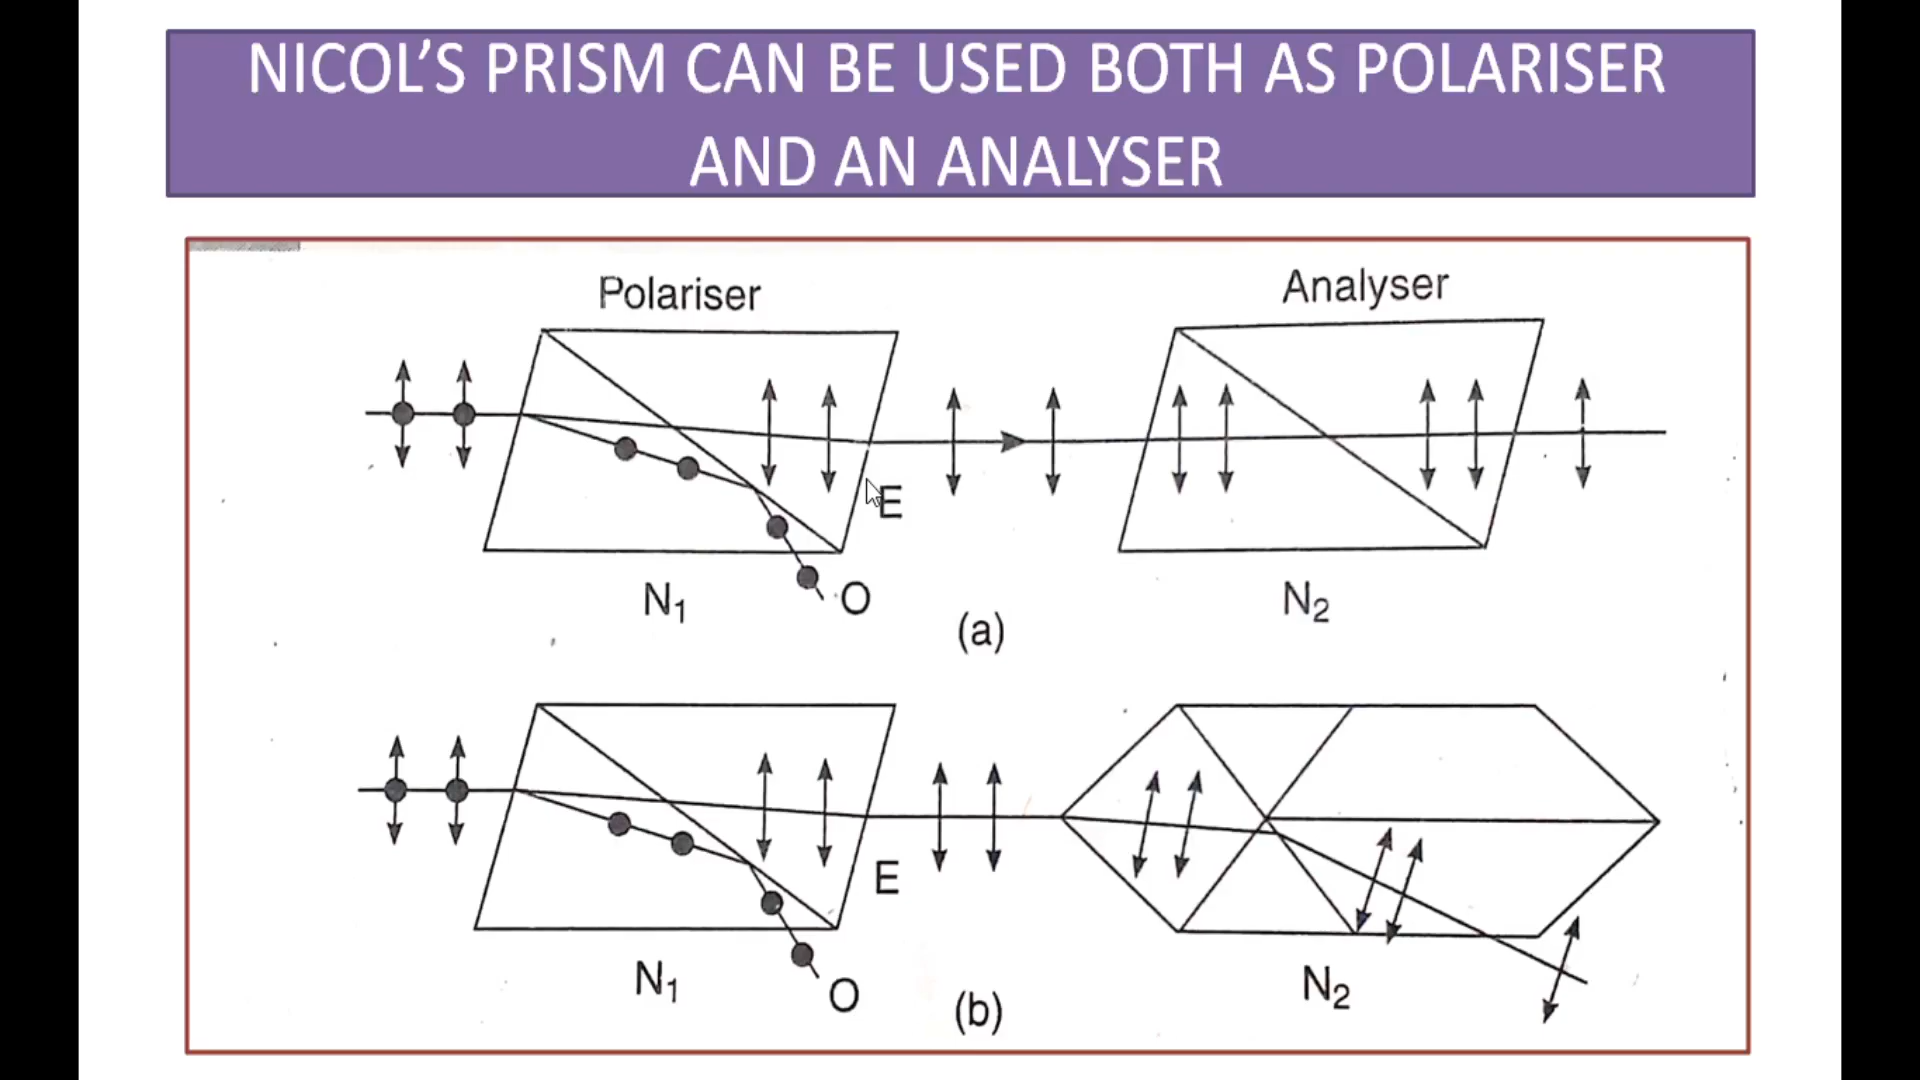 NICOL’S PRISM CAN BE USED BOTH AS POLARISER
AND AN ANALYSER
Polariser
Analyser
E
O
N₁
N₂
(a)
E
O
N₁
N₂
(b)